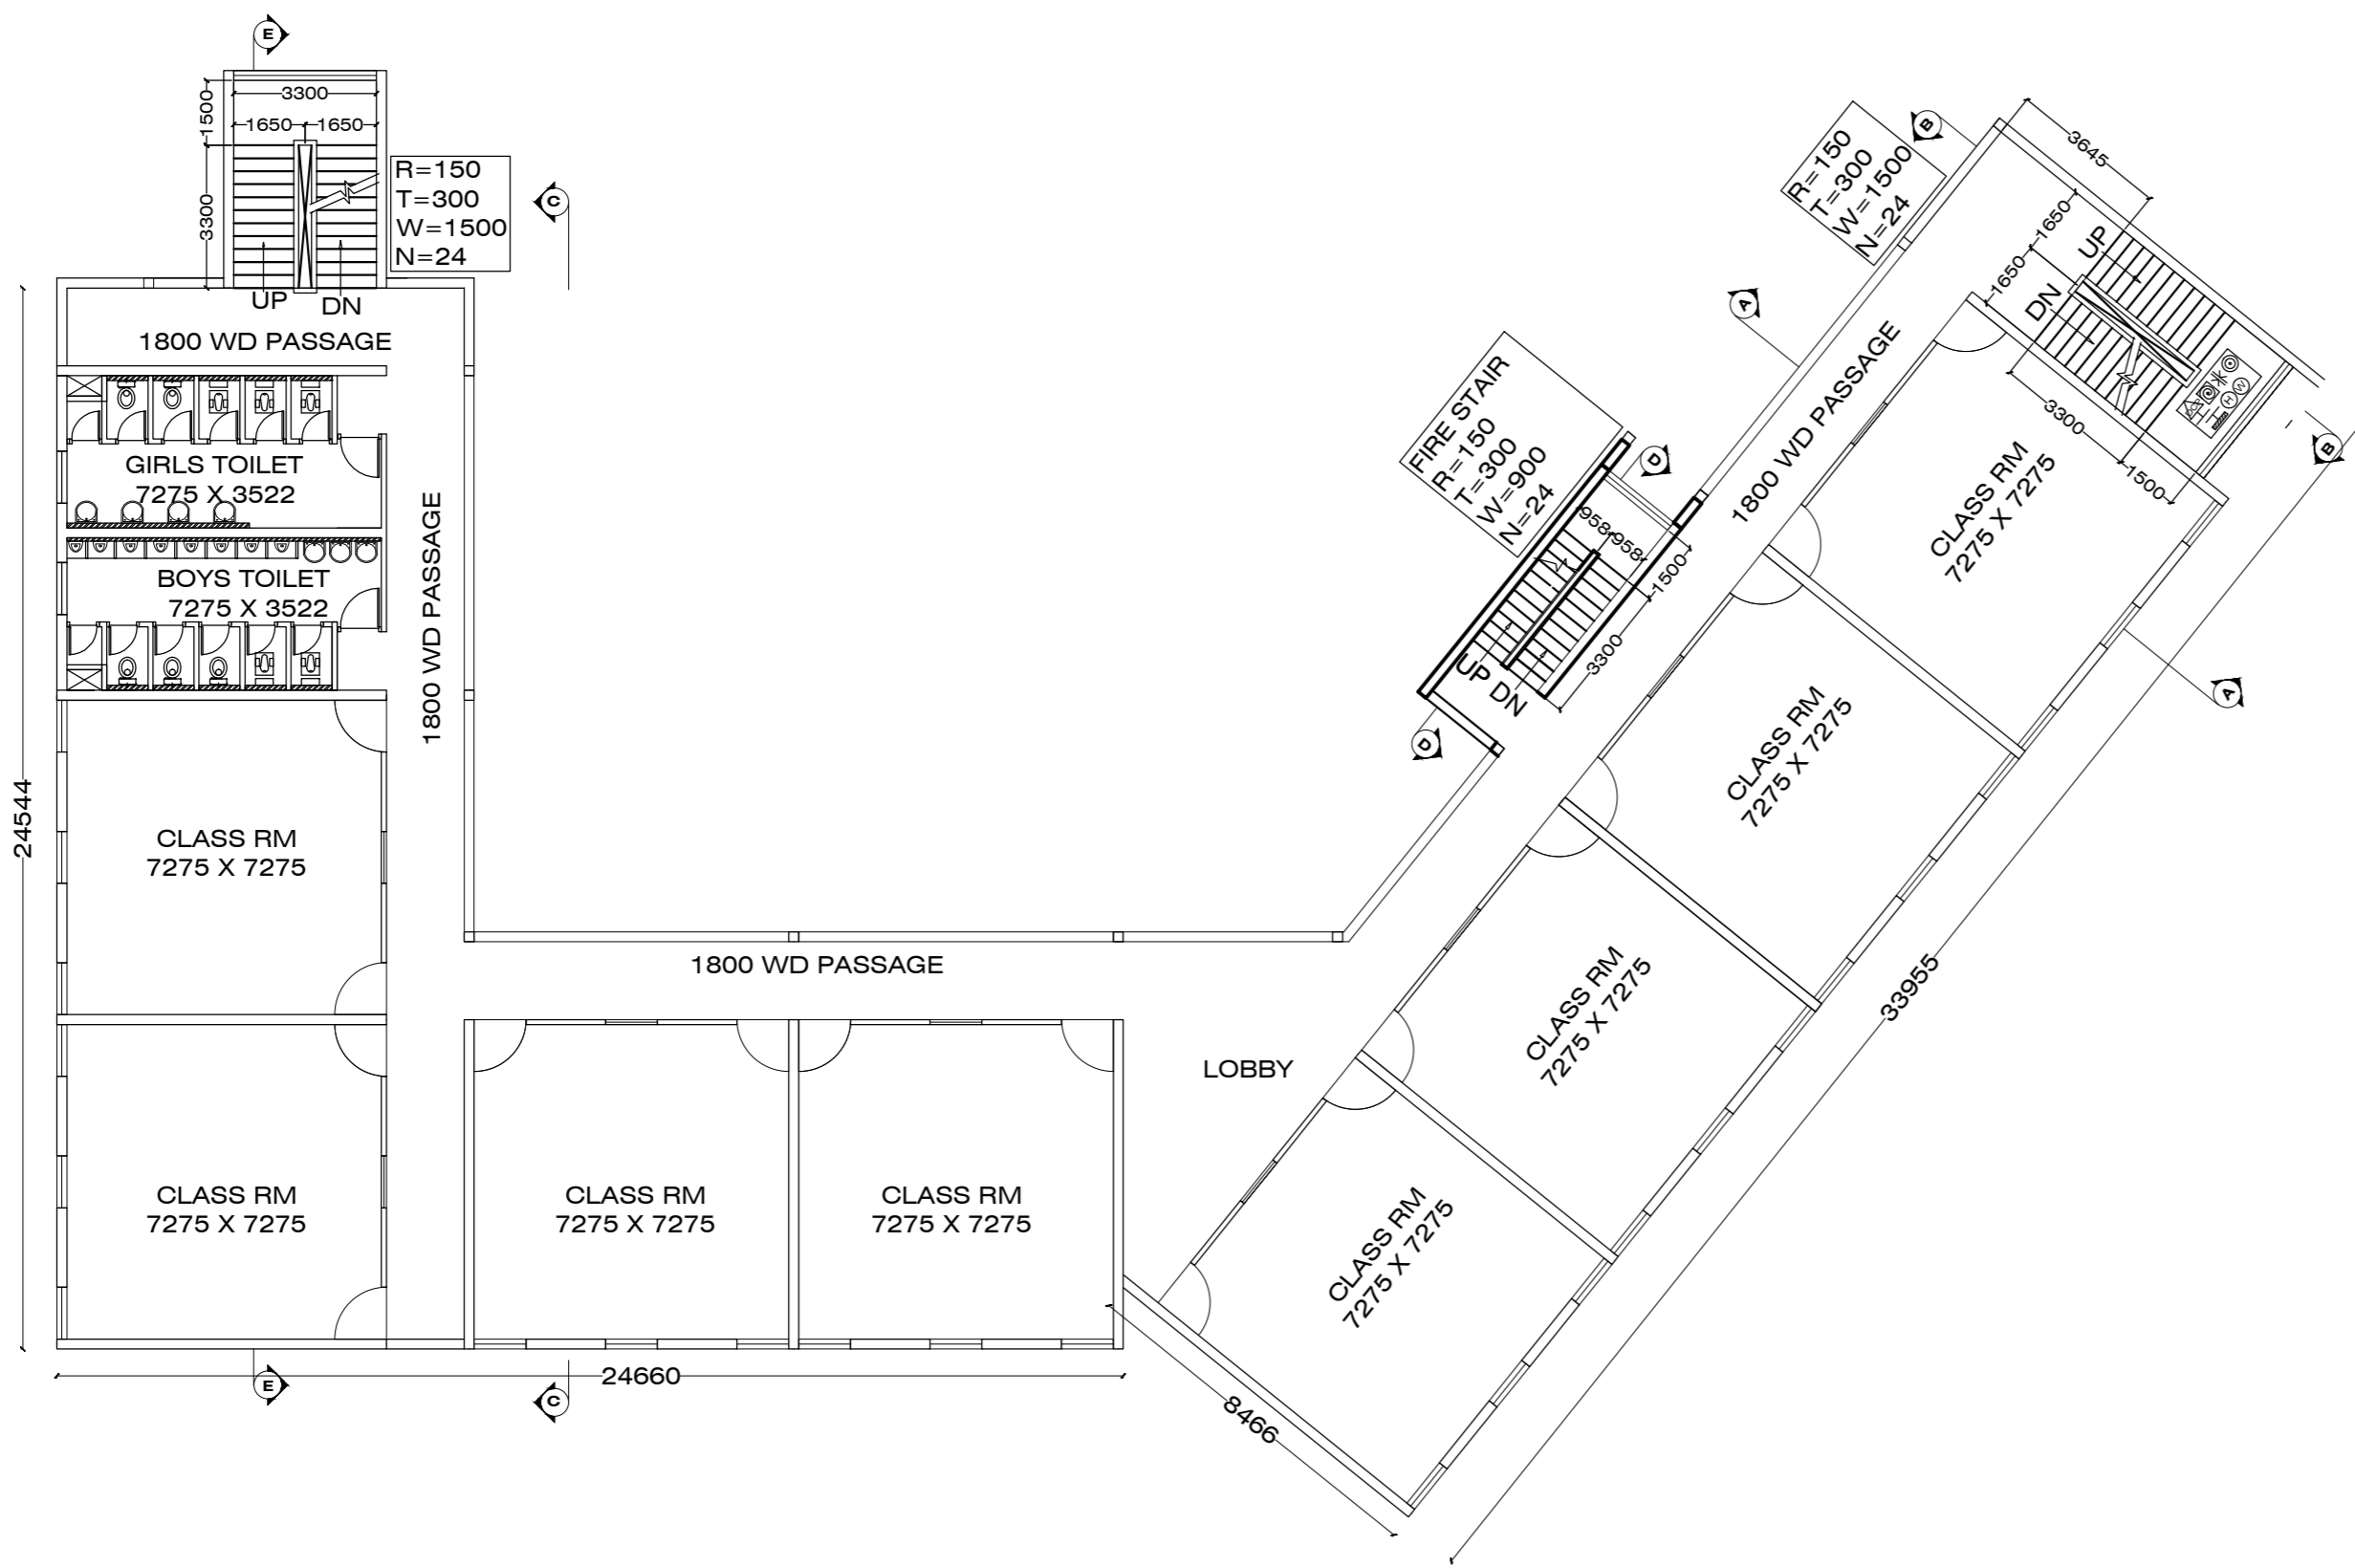 E
3300
1500
1650
1650
3300
R=150
T=300
W=1500
N=24
C
UP
DN
1800 WD PASSAGE
GIRLS TOILET
7275 X 3522
BOYS TOILET
7275 X 3522
1800 WD PASSAGE
24544
CLASS RM
7275 X 7275
CLASS RM
7275 X 7275
1800 WD PASSAGE
CLASS RM
7275 X 7275
CLASS RM
7275 X 7275
LOBBY
24660
E
C
FIRE STAIR
R=150
T=300
W=900
N=24
D
958
958
1500
3300
UP
DN
D
A
1800 WD PASSAGE
R=150
T=300
W=1500
N=24
B
3645
1650
1650
UP
DN
H
W
3300
1500
B
A
CLASS RM
7275 X 7275
CLASS RM
7275 X 7275
CLASS RM
7275 X 7275
CLASS RM
7275 X 7275
33955
8466